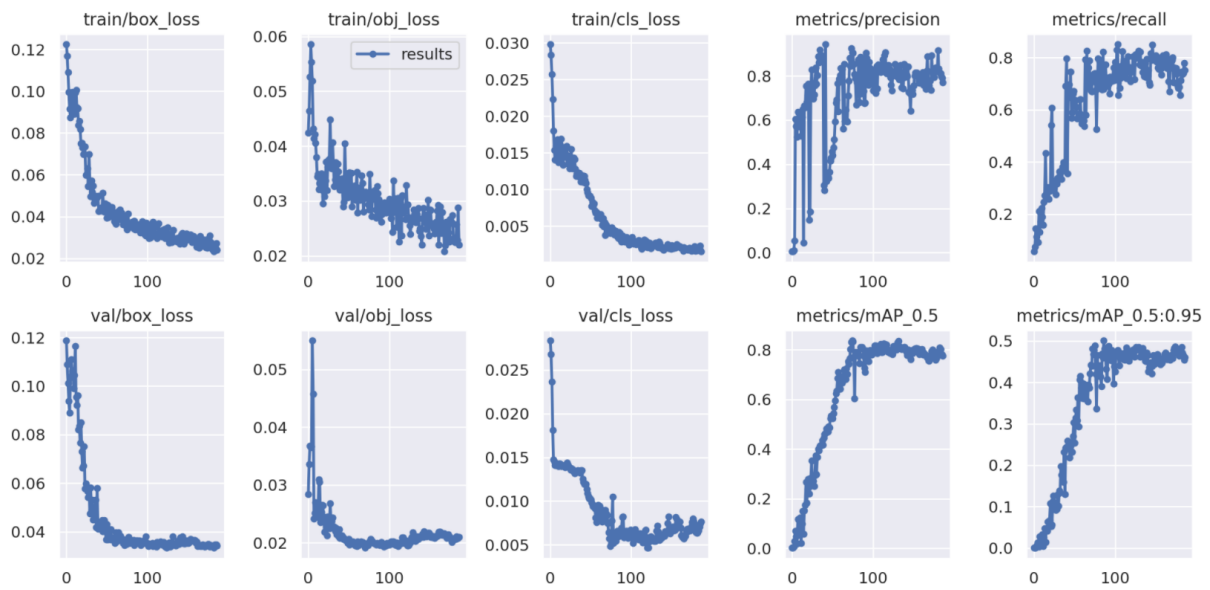 train/box_loss train/obj_loss train/cls_loss metrics/precision metrics/recall
0.12 0.10 0.08 0.06 0.04 0.02 0 100
results
0.06 0.05 0.04 0.03 0.02 0 100
0.030 0.025 0.020 0.015 0.010 0.005 0 100
0.8 0.6 0.4 0.2 0.0 0 100
0.8 0.6 0.4 0.2 0 100
val/box_loss val/obj_loss val/cls_loss metrics/mAP_0.5 metrics/mAP_0.5:0.95
0.12 0.10 0.08 0.06 0.04 0 100
0.05 0.04 0.03 0.02 0 100
0.025 0.020 0.015 0.010 0.005 0 100
0.8 0.6 0.4 0.2 0.0 0 100
0.5 0.4 0.3 0.2 0.1 0.0 0 100